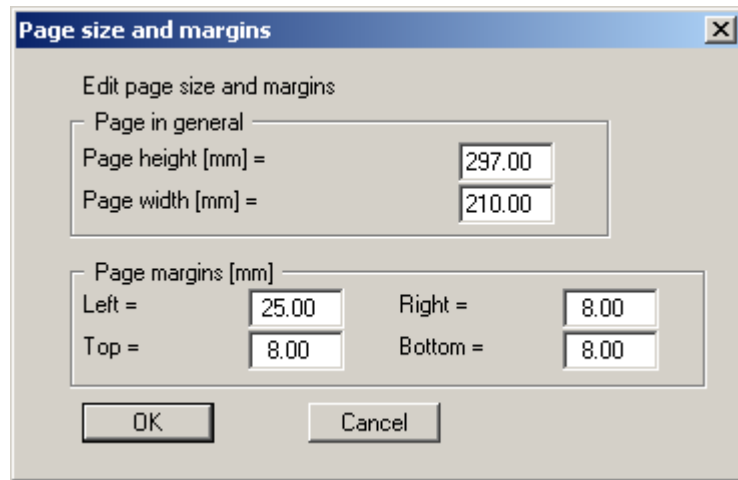 Page size and margins
Edit page size and margins
Page in general
Page height [mm] = 297.00
Page width [mm] = 210.00
Page margins [mm]
Left = 25.00 Right = 8.00
Top = 8.00 Bottom = 8.00
OK Cancel